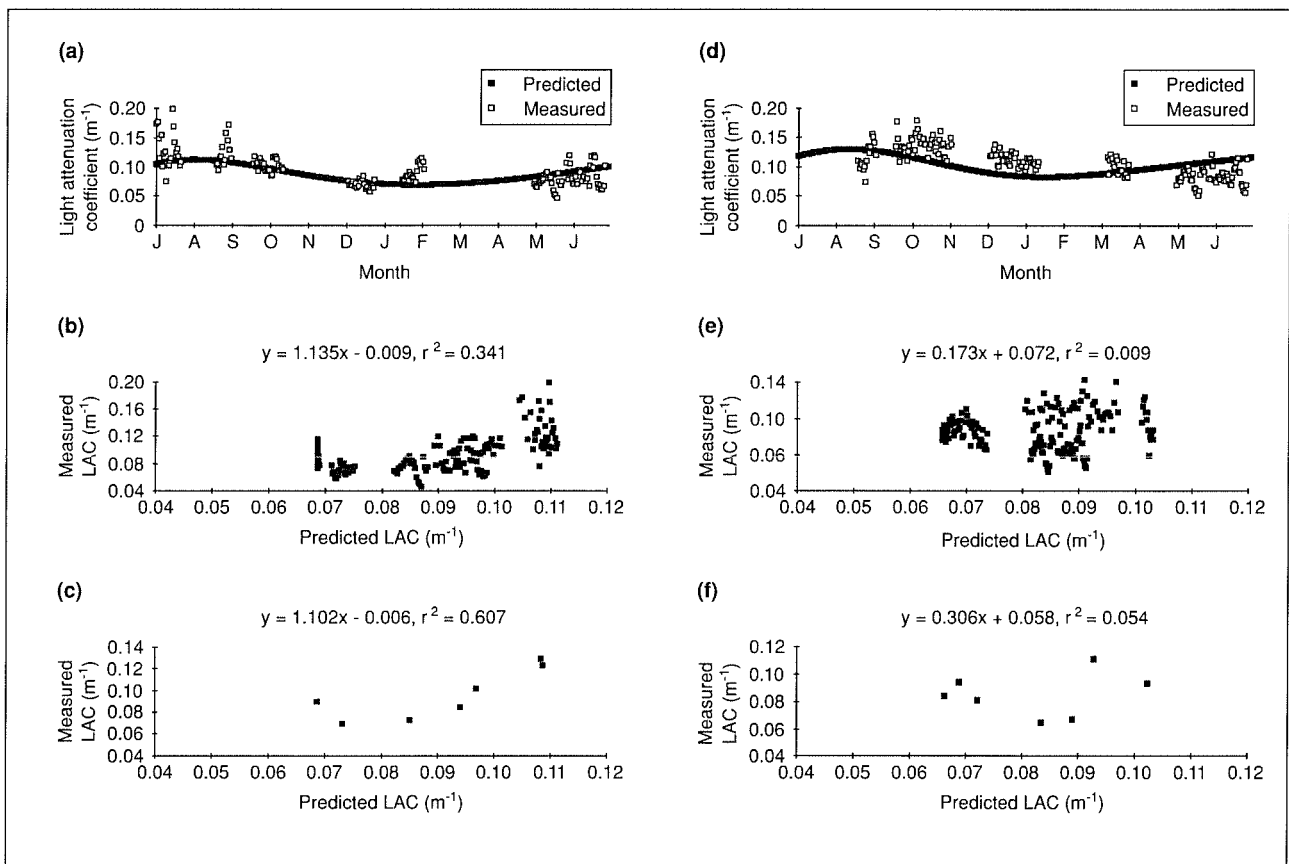 (a)
Predicted
Measured
Light attenuation
coefficient (m-1)
0.20
0.15
0.10
0.05
0
J A S O N D J F M A M J
Month
(b)
y = 1.135x - 0.009, r2 = 0.341
Measured
LAC (m-1)
0.20
0.16
0.12
0.08
0.04
0.04 0.05 0.06 0.07 0.08 0.09 0.10 0.11 0.12
Predicted LAC (m-1)
(c)
y = 1.102x - 0.006, r2 = 0.607
Measured
LAC (m-1)
0.14
0.12
0.10
0.08
0.06
0.04
0.04 0.05 0.06 0.07 0.08 0.09 0.10 0.11 0.12
Predicted LAC (m-1)
(d)
Predicted
Measured
Light attenuation
coefficient (m-1)
0.20
0.15
0.10
0.05
0
J A S O N D J F M A M J
Month
(e)
y = 0.173x + 0.072, r2 = 0.009
Measured
LAC (m-1)
0.14
0.12
0.10
0.06
0.04
0.04 0.05 0.06 0.07 0.08 0.09 0.10 0.11 0.12
Predicted LAC (m-1)
(f)
y = 0.306x + 0.058, r2 = 0.054
Measured
LAC (m-1)
0.12
0.10
0.08
0.06
0.04
0.04 0.05 0.06 0.07 0.08 0.09 0.10 0.11 0.12
Predicted LAC (m-1)